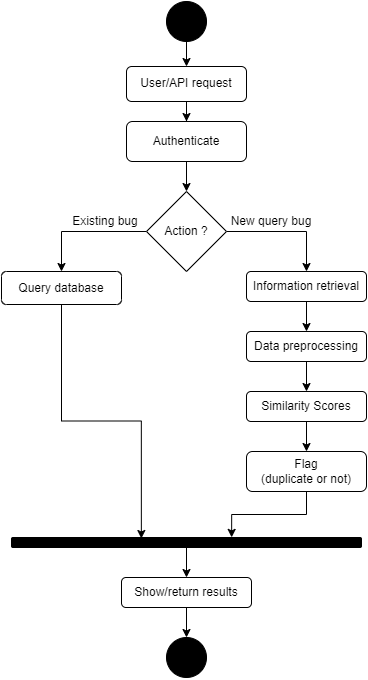 User/API request
Authenticate
Existing bug
Action ?
New query bug
Query database
Information retrieval
Data preprocessing
Similarity Scores
Flag
(duplicate or not)
Show/return results